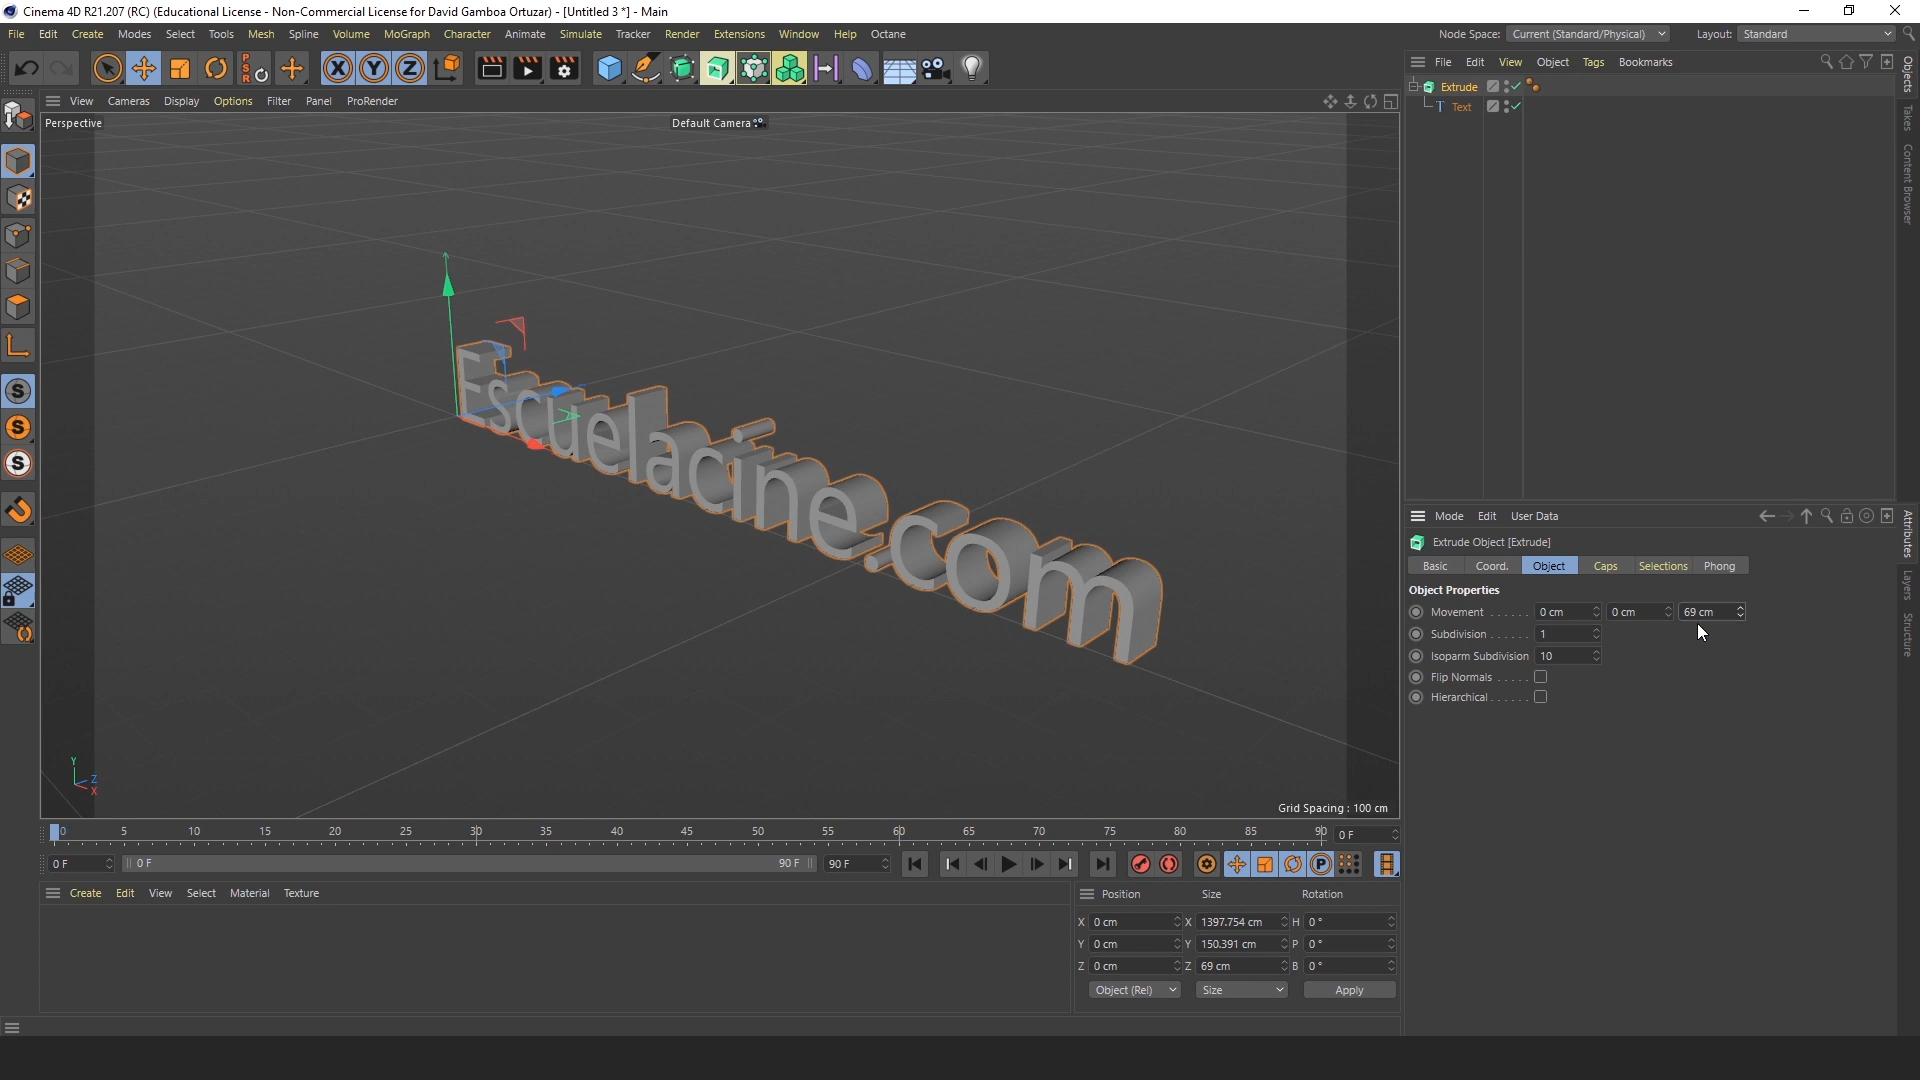 Cinema 4D R21.207 (RC) (Educational License - Non-Commercial License for David Gamboa Ortuzar) - [Untitled 3 *] - Main
File Edit Create Modes Select Tools Mesh Spline Volume MoGraph Character Animate Simulate Tracker Render Extensions Window Help Octane
Node Space: Current (Standard/Physical) Layout: Standard
PSR X Y Z
File Edit View Object Tags Bookmarks
View Cameras Display Options Filter Panel ProRender
Perspective
Default Camera
Extrude
Text
Objects
Takes
Content Browser
Escuelacine.com
Y
Z
X
Grid Spacing : 100 cm
S
S
S
Mode Edit User Data
Extrude Object [Extrude]
Basic Coord. Object Caps Selections Phong
Object Properties
Movement 0 cm 0 cm 69 cm
Subdivision 1
Isoparm Subdivision 10
Flip Normals
Hierarchical
Attributes
Layers
Structure
0 5 10 15 20 25 30 35 40 45 50 55 60 65 70 75 80 85 90 0 F
0 F 0 F 90 F 90 F P
Create Edit View Select Material Texture
Position Size Rotation
X 0 cm X 1397.754 cm H 0 °
Y 0 cm Y 150.391 cm P 0 °
Z 0 cm Z 69 cm B 0 °
Object (Rel) Size Apply